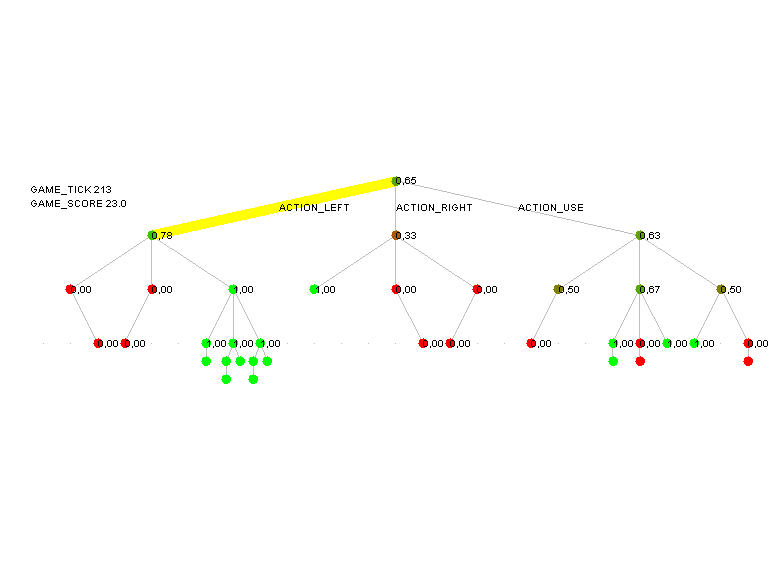 0,65
GAME_TICK 213
GAME_SCORE 23.0
ACTION_LEFT ACTION_RIGHT ACTION_USE
0,78 0,33 0,63
0,00 0,00 1,00 1,00 0,00 0,00 0,50 0,67 0,50
0,00 0,00 1,00 1,00 1,00 0,00 0,00 0,00 1,00 0,00 1,00 1,00 0,00